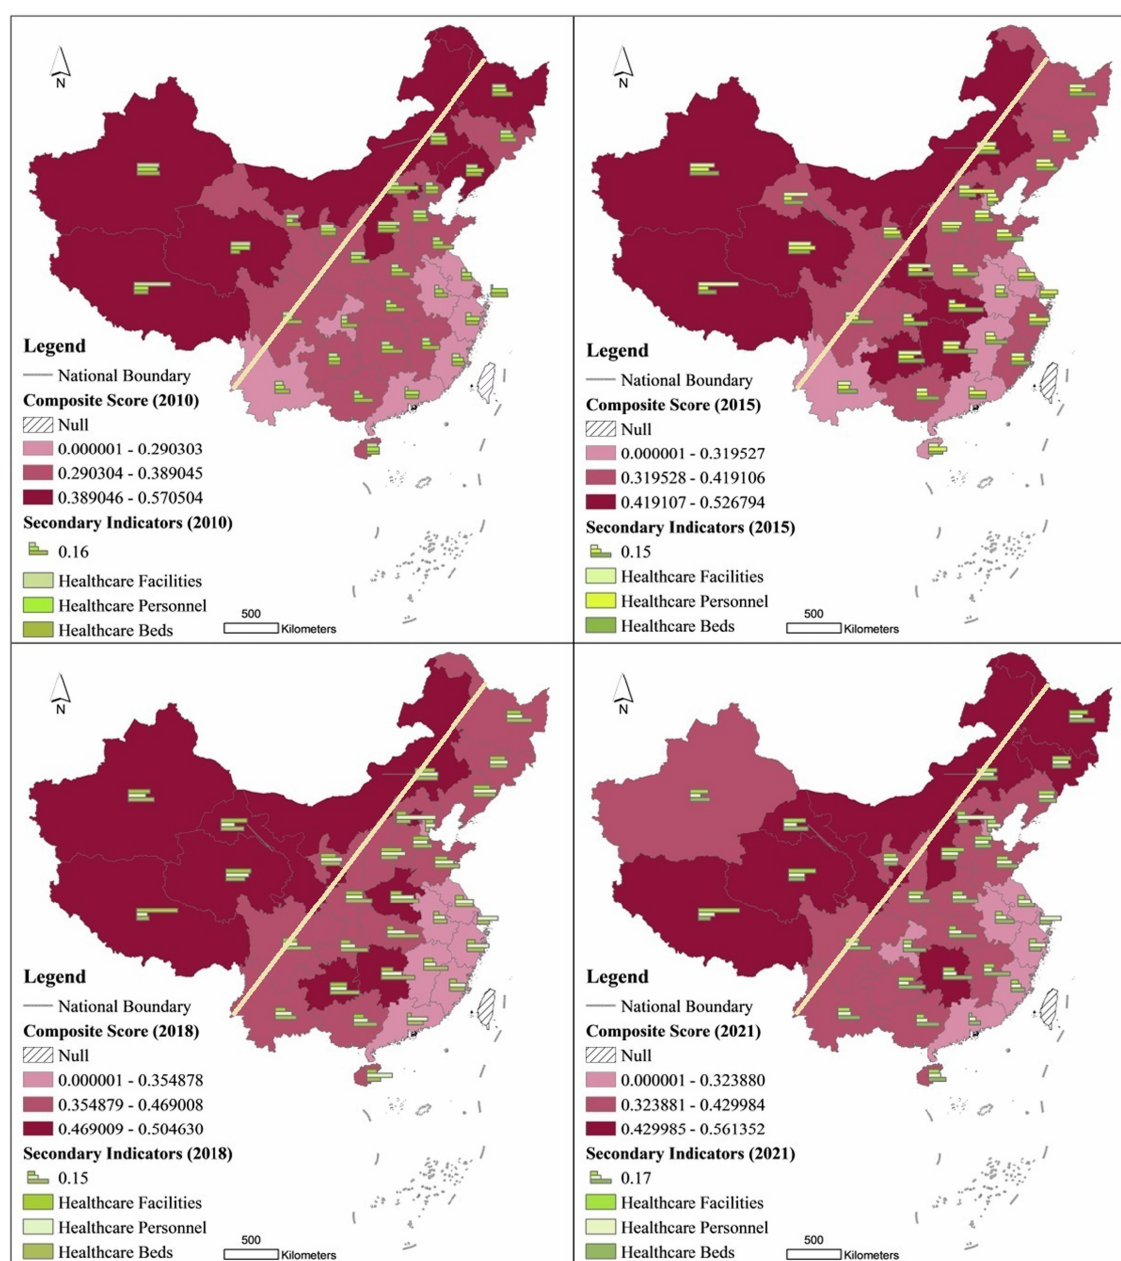 N
Legend
National Boundary
Composite Score (2010)
Null
0.000001 - 0.290303
0.290304 - 0.389045
0.389046 - 0.570504
Secondary Indicators (2010)
0.16
Healthcare Facilities
Healthcare Personnel
Healthcare Beds
500
Kilometers
N
Legend
National Boundary
Composite Score (2015)
Null
0.000001 - 0.319527
0.319528 - 0.419106
0.419107 - 0.526794
Secondary Indicators (2015)
0.15
Healthcare Facilities
Healthcare Personnel
Healthcare Beds
500
Kilometers
N
Legend
National Boundary
Composite Score (2018)
Null
0.000001 - 0.354878
0.354879 - 0.469008
0.469009 - 0.504630
Secondary Indicators (2018)
0.15
Healthcare Facilities
Healthcare Personnel
Healthcare Beds
500
Kilometers
N
Legend
National Boundary
Composite Score (2021)
Null
0.000001 - 0.323880
0.323881 - 0.429984
0.429985 - 0.561352
Secondary Indicators (2021)
0.17
Healthcare Facilities
Healthcare Personnel
Healthcare Beds
500
Kilometers